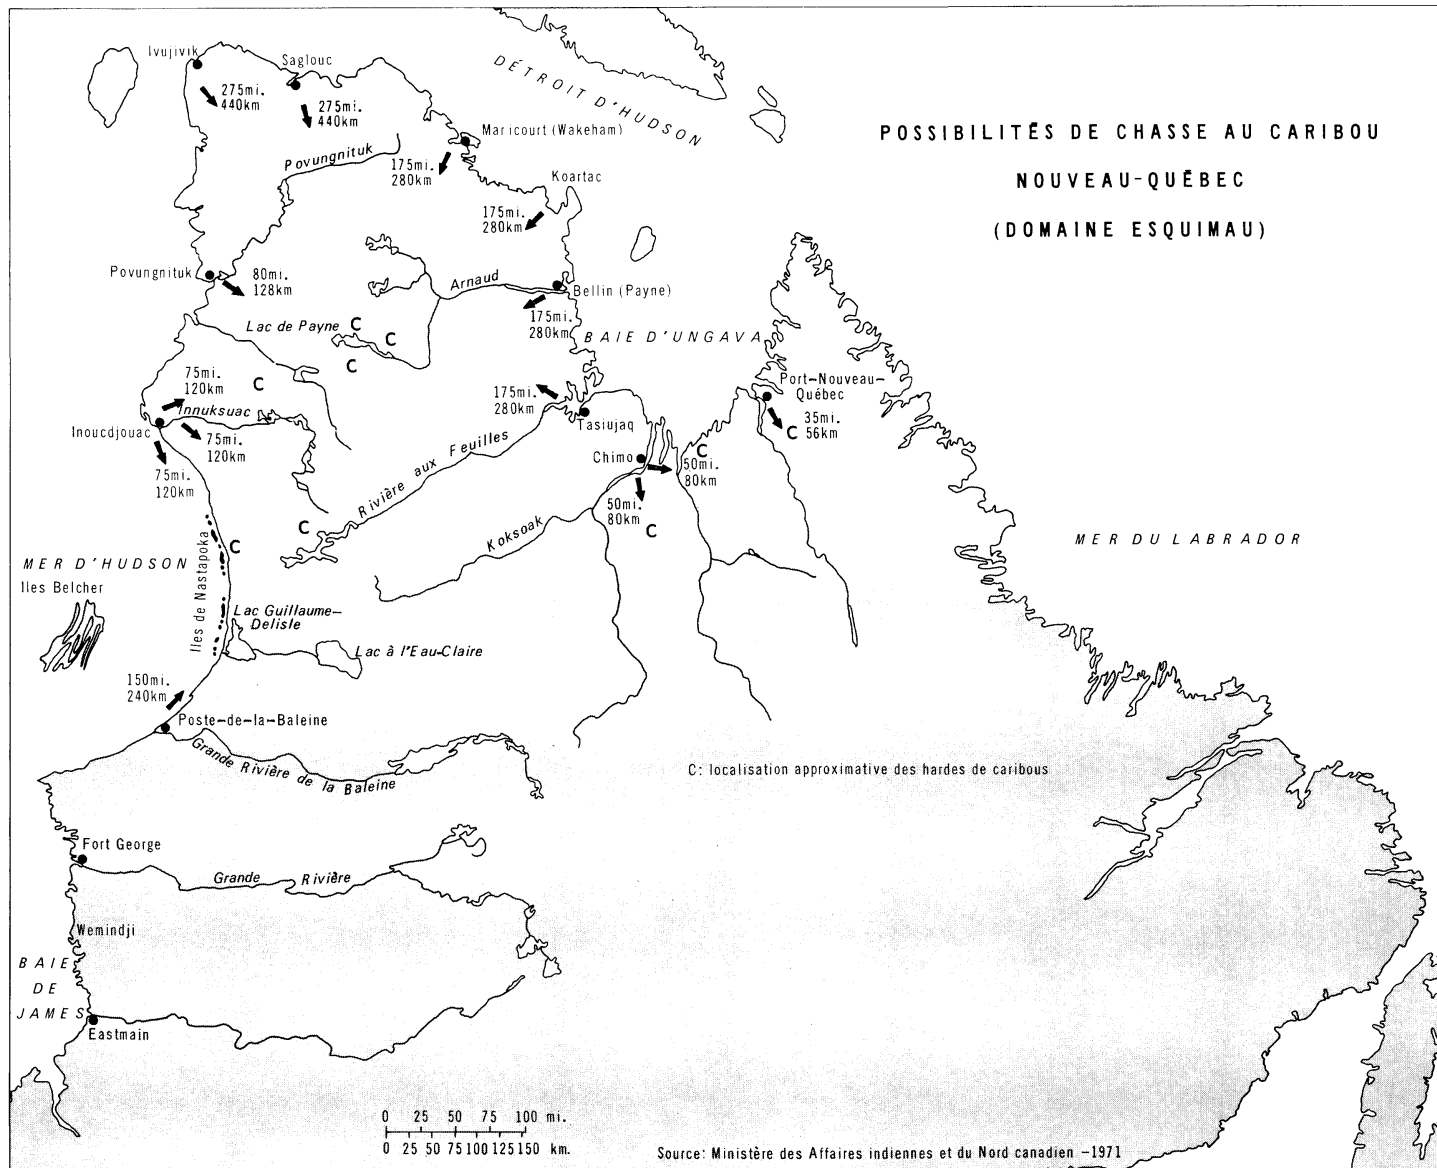 Ivujivik
Saglouc
275mi.
440km
275mi.
440km
DÉTROIT D'HUDSON
Maricourt (Wakeham)
POSSIBILITÉS DE CHASSE AU CARIBOU
NOUVEAU-QUÉBEC
(DOMAINE ESQUIMAU)
Povungnituk
175mi.
280km
Koartac
175mi.
280km
Povungnituk
80mi.
128km
Arnaud
Bellin (Payne)
175mi.
280km
Lac de Payne
C
C
C
BAIE D'UNGAVA
75mi.
120km
C
175mi.
280km
Port-Nouveau-
Québec
35mi.
56km
C
Innuksuac
Inoucdjouac
75mi.
120km
75mi.
120km
Tasiujaq
Rivière aux Feuilles
Chimo
C
50mi.
80km
50mi.
80km
C
Koksoak
C
C
MER D'HUDSON
Iles Belcher
Iles de Nastapoka
MER DU LABRADOR
Lac Guillaume-
Delisle
Lac à l'Eau-Claire
150mi.
240km
Poste-de-la-Baleine
Grande Rivière de la Baleine
C: localisation approximative des hardes de caribous
Fort George
Grande Rivière
Wemindji
BAIE
DE
JAMES
Eastmain
0 25 50 75 100 mi.
0 25 50 75 100 125 150 km.
Source: Ministère des Affaires indiennes et du Nord canadien -1971